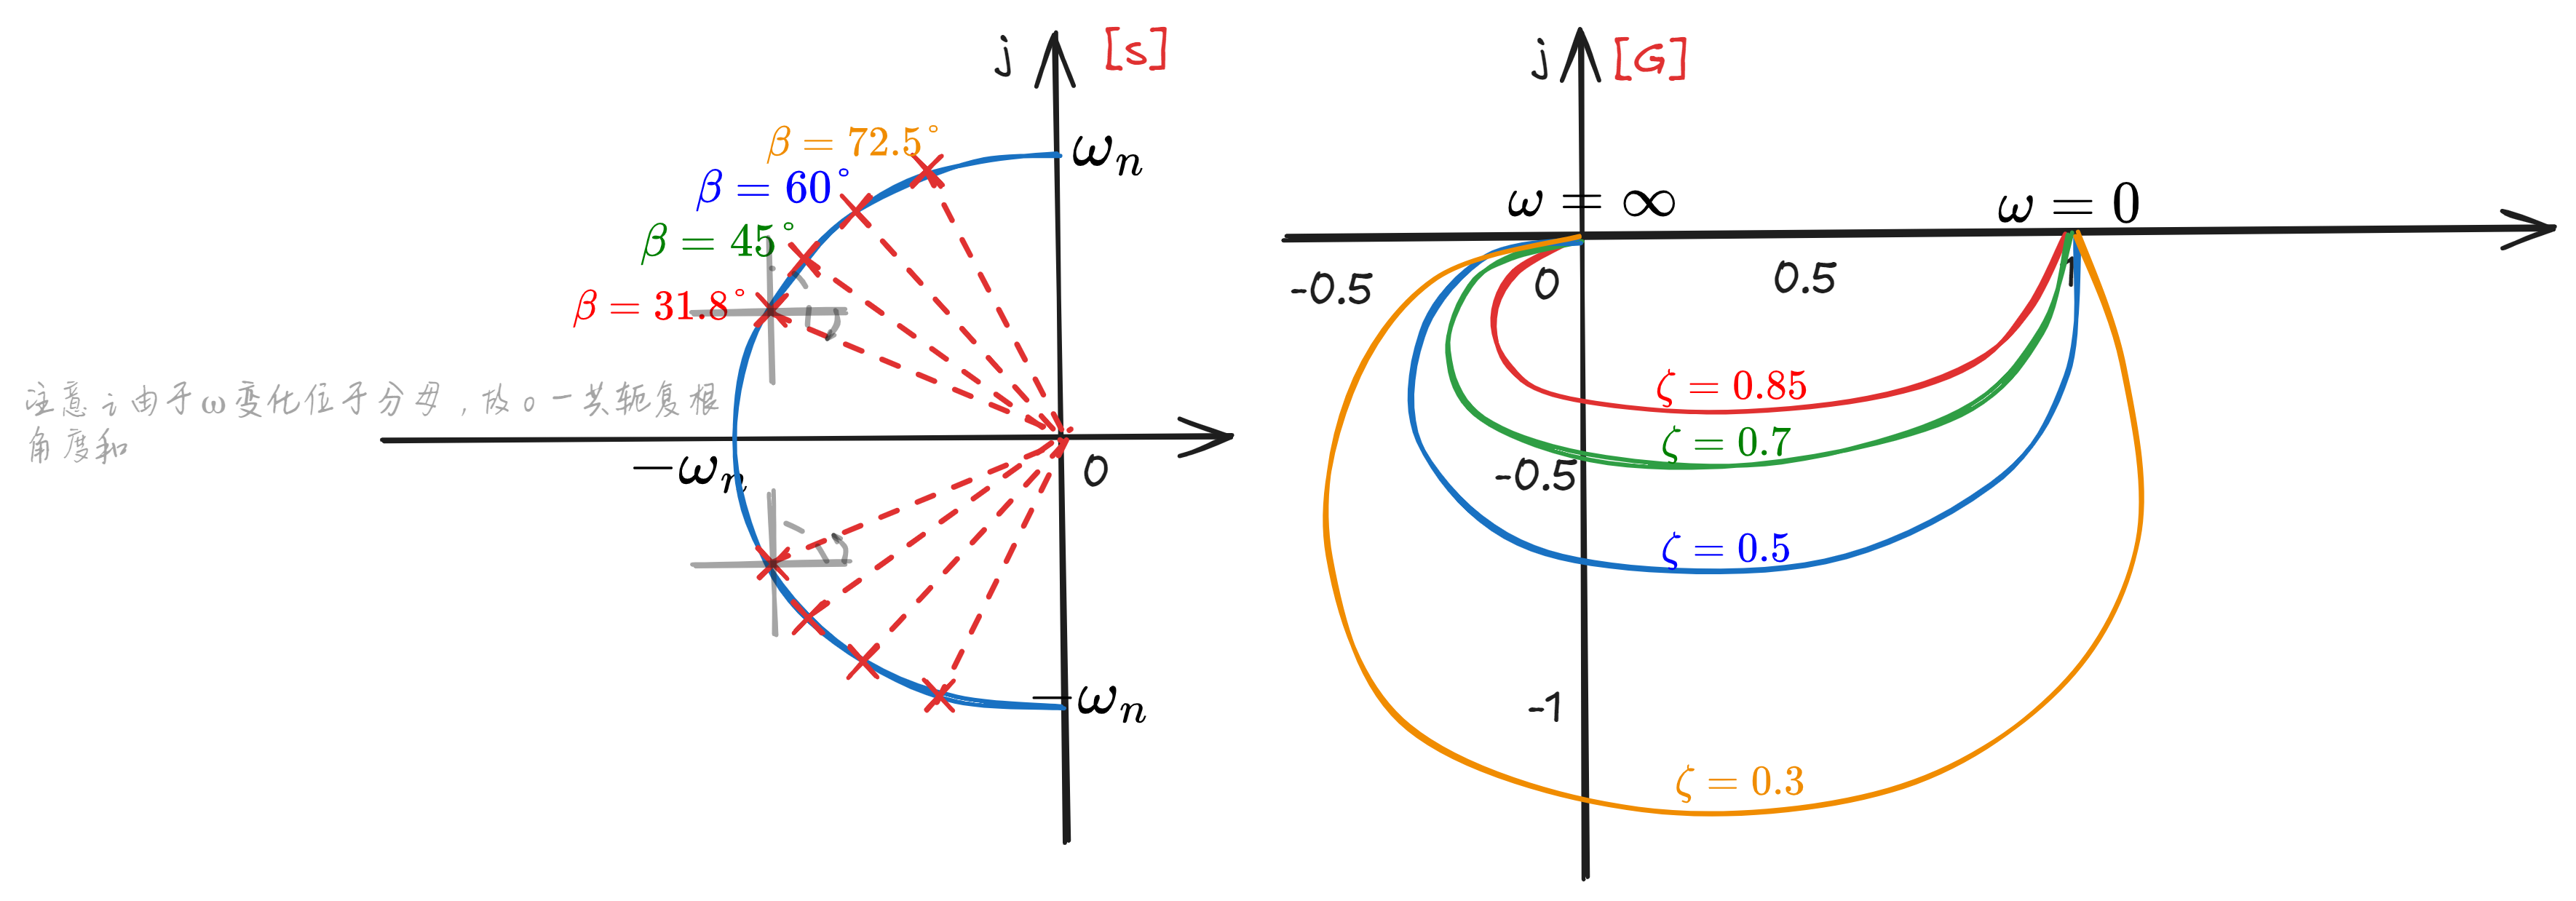 j
[s]
β = 72.5°
ωₙ
β = 60°
β = 45°
β = 31.8°
注意：由于ω变化位于分母，故0-共轭复根
角度和
−ωₙ
0
−ωₙ
j
[G]
ω = ∞
ω = 0
-0.5
0
0.5
1
ζ = 0.85
ζ = 0.7
-0.5
ζ = 0.5
-1
ζ = 0.3